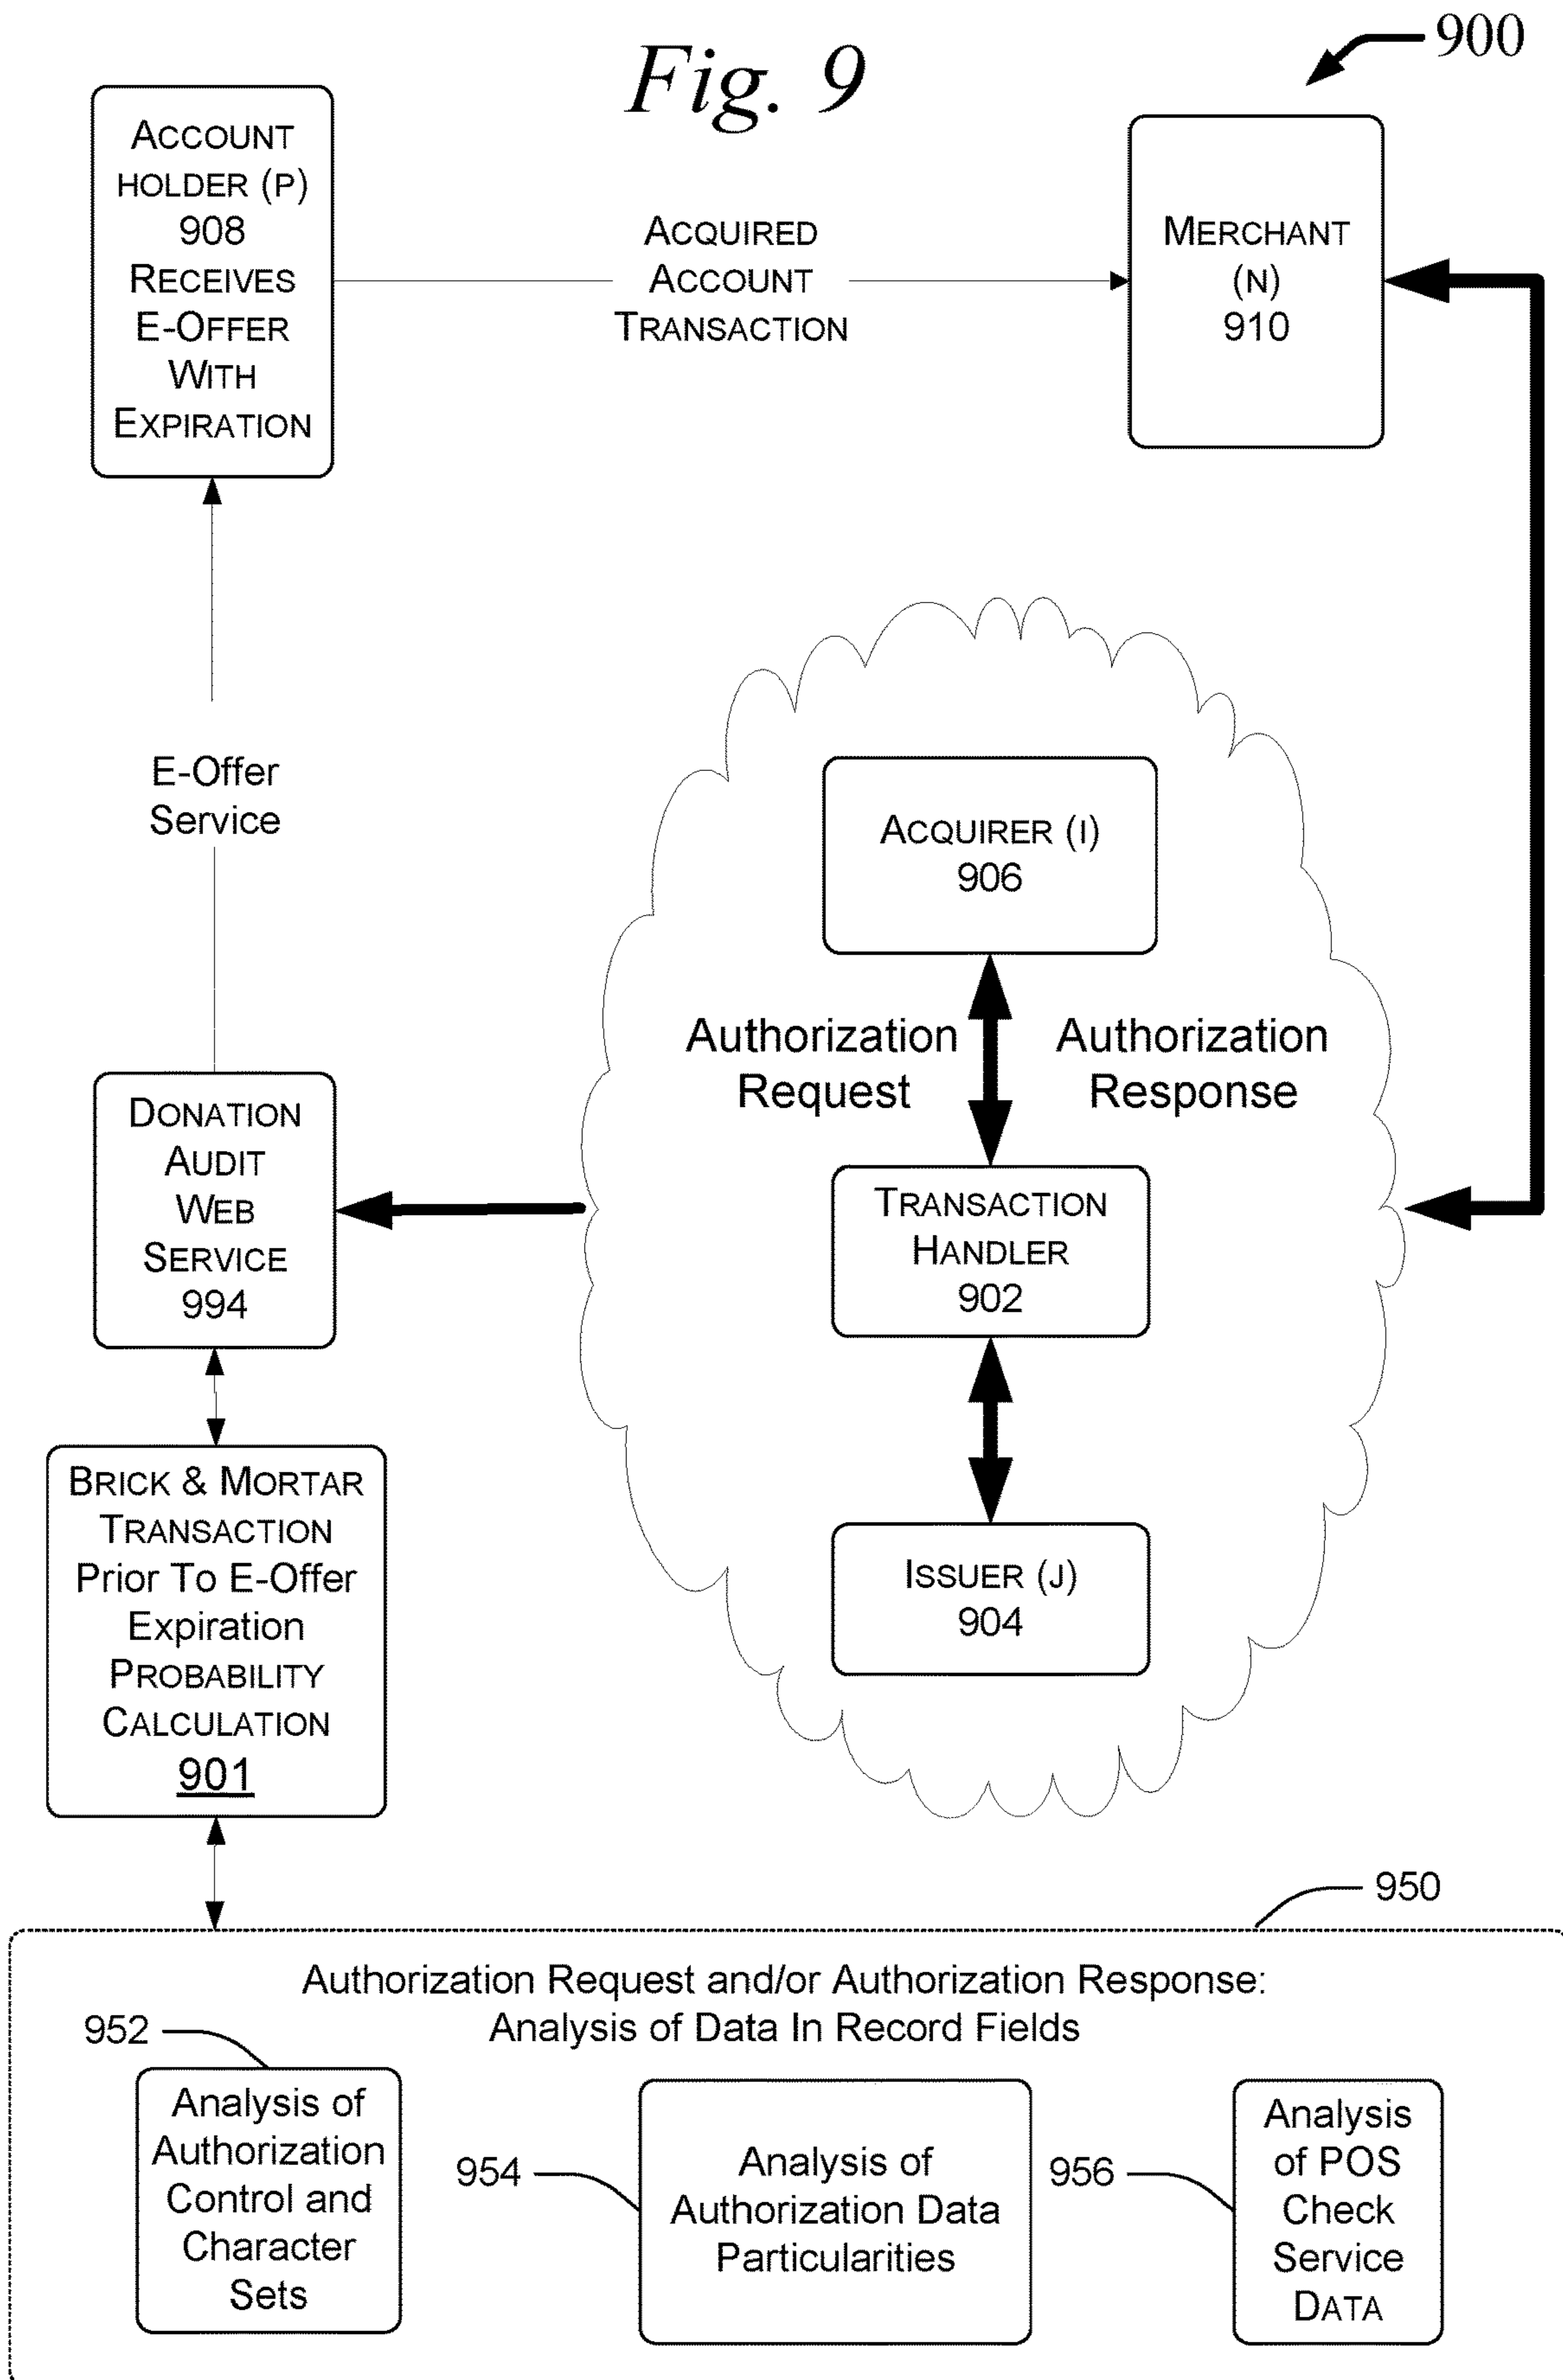 Fig. 9
900
ACCOUNT
HOLDER (P)
908
RECEIVES
E-OFFER
WITH
EXPIRATION
ACQUIRED
ACCOUNT
TRANSACTION
MERCHANT
(N)
910
E-Offer
Service
ACQUIRER (I)
906
Authorization
Request
Authorization
Response
DONATION
AUDIT
WEB
SERVICE
994
TRANSACTION
HANDLER
902
BRICK & MORTAR
TRANSACTION
Prior To E-Offer
Expiration
PROBABILITY
CALCULATION
901
ISSUER (J)
904
950
Authorization Request and/or Authorization Response:
Analysis of Data In Record Fields
952
Analysis of
Authorization
Control and
Character
Sets
954
Analysis of
Authorization Data
Particularities
956
Analysis
of POS
Check
Service
DATA